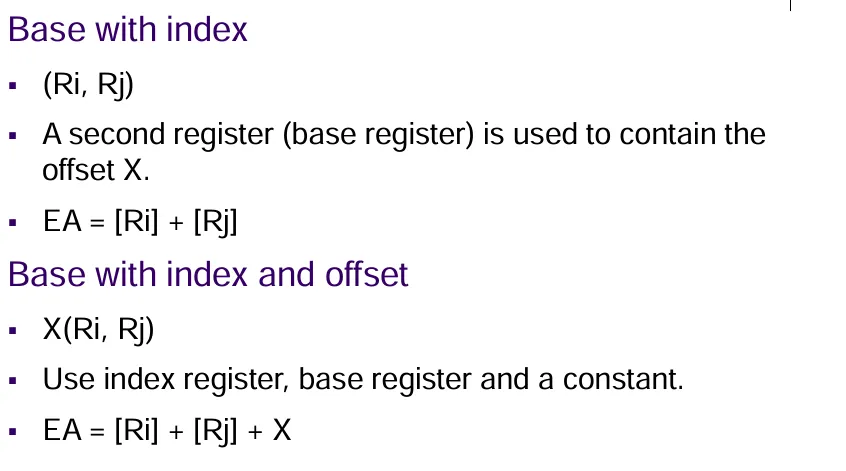 Base with index
▪ (Ri, Rj)
▪ A second register (base register) is used to contain the
offset X.
▪ EA = [Ri] + [Rj]
Base with index and offset
▪ X(Ri, Rj)
▪ Use index register, base register and a constant.
▪ EA = [Ri] + [Rj] + X